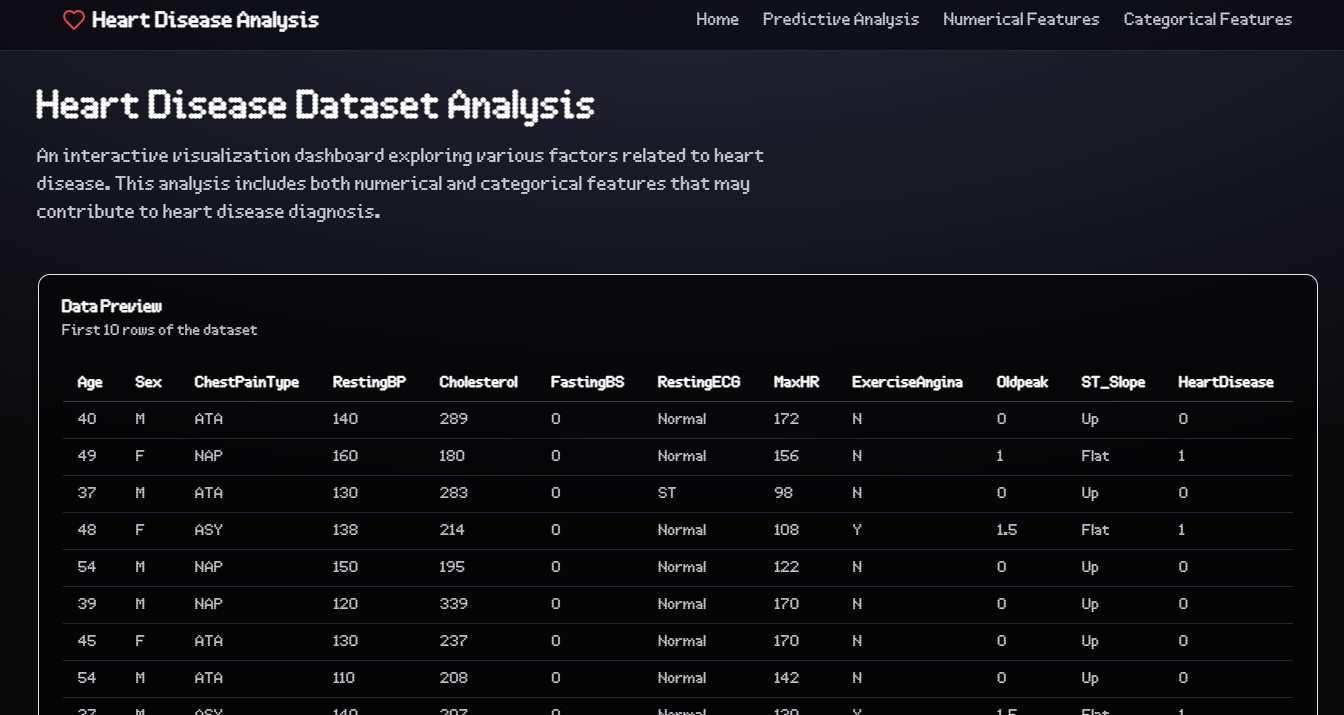 Heart Disease Analysis
Home Predictive Analysis Numerical Features Categorical Features
Heart Disease Dataset Analysis
An interactive visualization dashboard exploring various factors related to heart
disease. This analysis includes both numerical and categorical features that may
contribute to heart disease diagnosis.
Data Preview
First 10 rows of the dataset
Age Sex ChestPainType RestingBP Cholesterol FastingBS RestingECG MaxHR ExerciseAngina Oldpeak ST_Slope HeartDisease
40 M ATA 140 289 0 Normal 172 N 0 Up 0
49 F NAP 160 180 0 Normal 156 N 1 Flat 1
37 M ATA 130 283 0 ST 98 N 0 Up 0
48 F ASY 138 214 0 Normal 108 Y 1.5 Flat 1
54 M NAP 150 195 0 Normal 122 N 0 Up 0
39 M NAP 120 339 0 Normal 170 N 0 Up 0
45 F ATA 130 237 0 Normal 170 N 0 Up 0
54 M ATA 110 208 0 Normal 142 N 0 Up 0
37 M ASY 140 207 0 Normal 130 Y 1.5 Flat 1